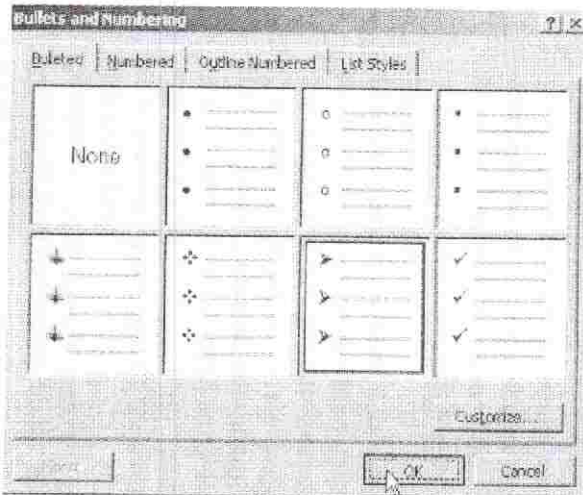 Bullets and Numbering
Bulleted Numbered Outline Numbered List Styles
None
Customize...
OK Cancel